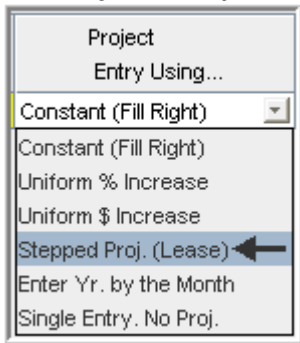 Project
Entry Using...
Constant (Fill Right)
Constant (Fill Right)
Uniform % Increase
Uniform $ Increase
Stepped Proj. (Lease)
Enter Yr. by the Month
Single Entry. No Proj.